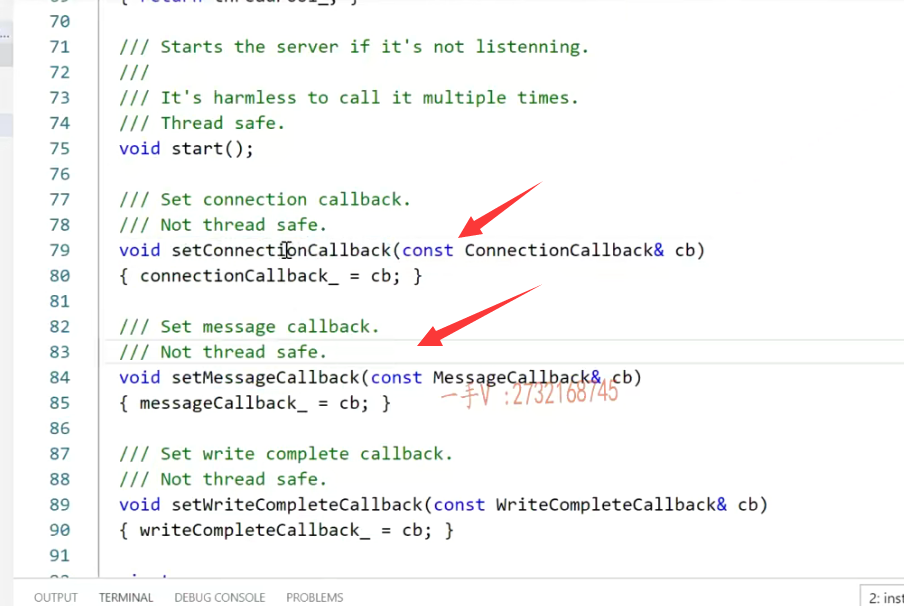 70
71 /// Starts the server if it's not listenning.
72 ///
73 /// It's harmless to call it multiple times.
74 /// Thread safe.
75 void start();
76
77 /// Set connection callback.
78 /// Not thread safe.
79 void setConnectionCallback(const ConnectionCallback& cb)
80 { connectionCallback_ = cb; }
81
82 /// Set message callback.
83 /// Not thread safe.
84 void setMessageCallback(const MessageCallback& cb)
一手V :2732168745
85 { messageCallback_ = cb; }
86
87 /// Set write complete callback.
88 /// Not thread safe.
89 void setWriteCompleteCallback(const WriteCompleteCallback& cb)
90 { writeCompleteCallback_ = cb; }
91
OUTPUT TERMINAL DEBUG CONSOLE PROBLEMS 2: inst